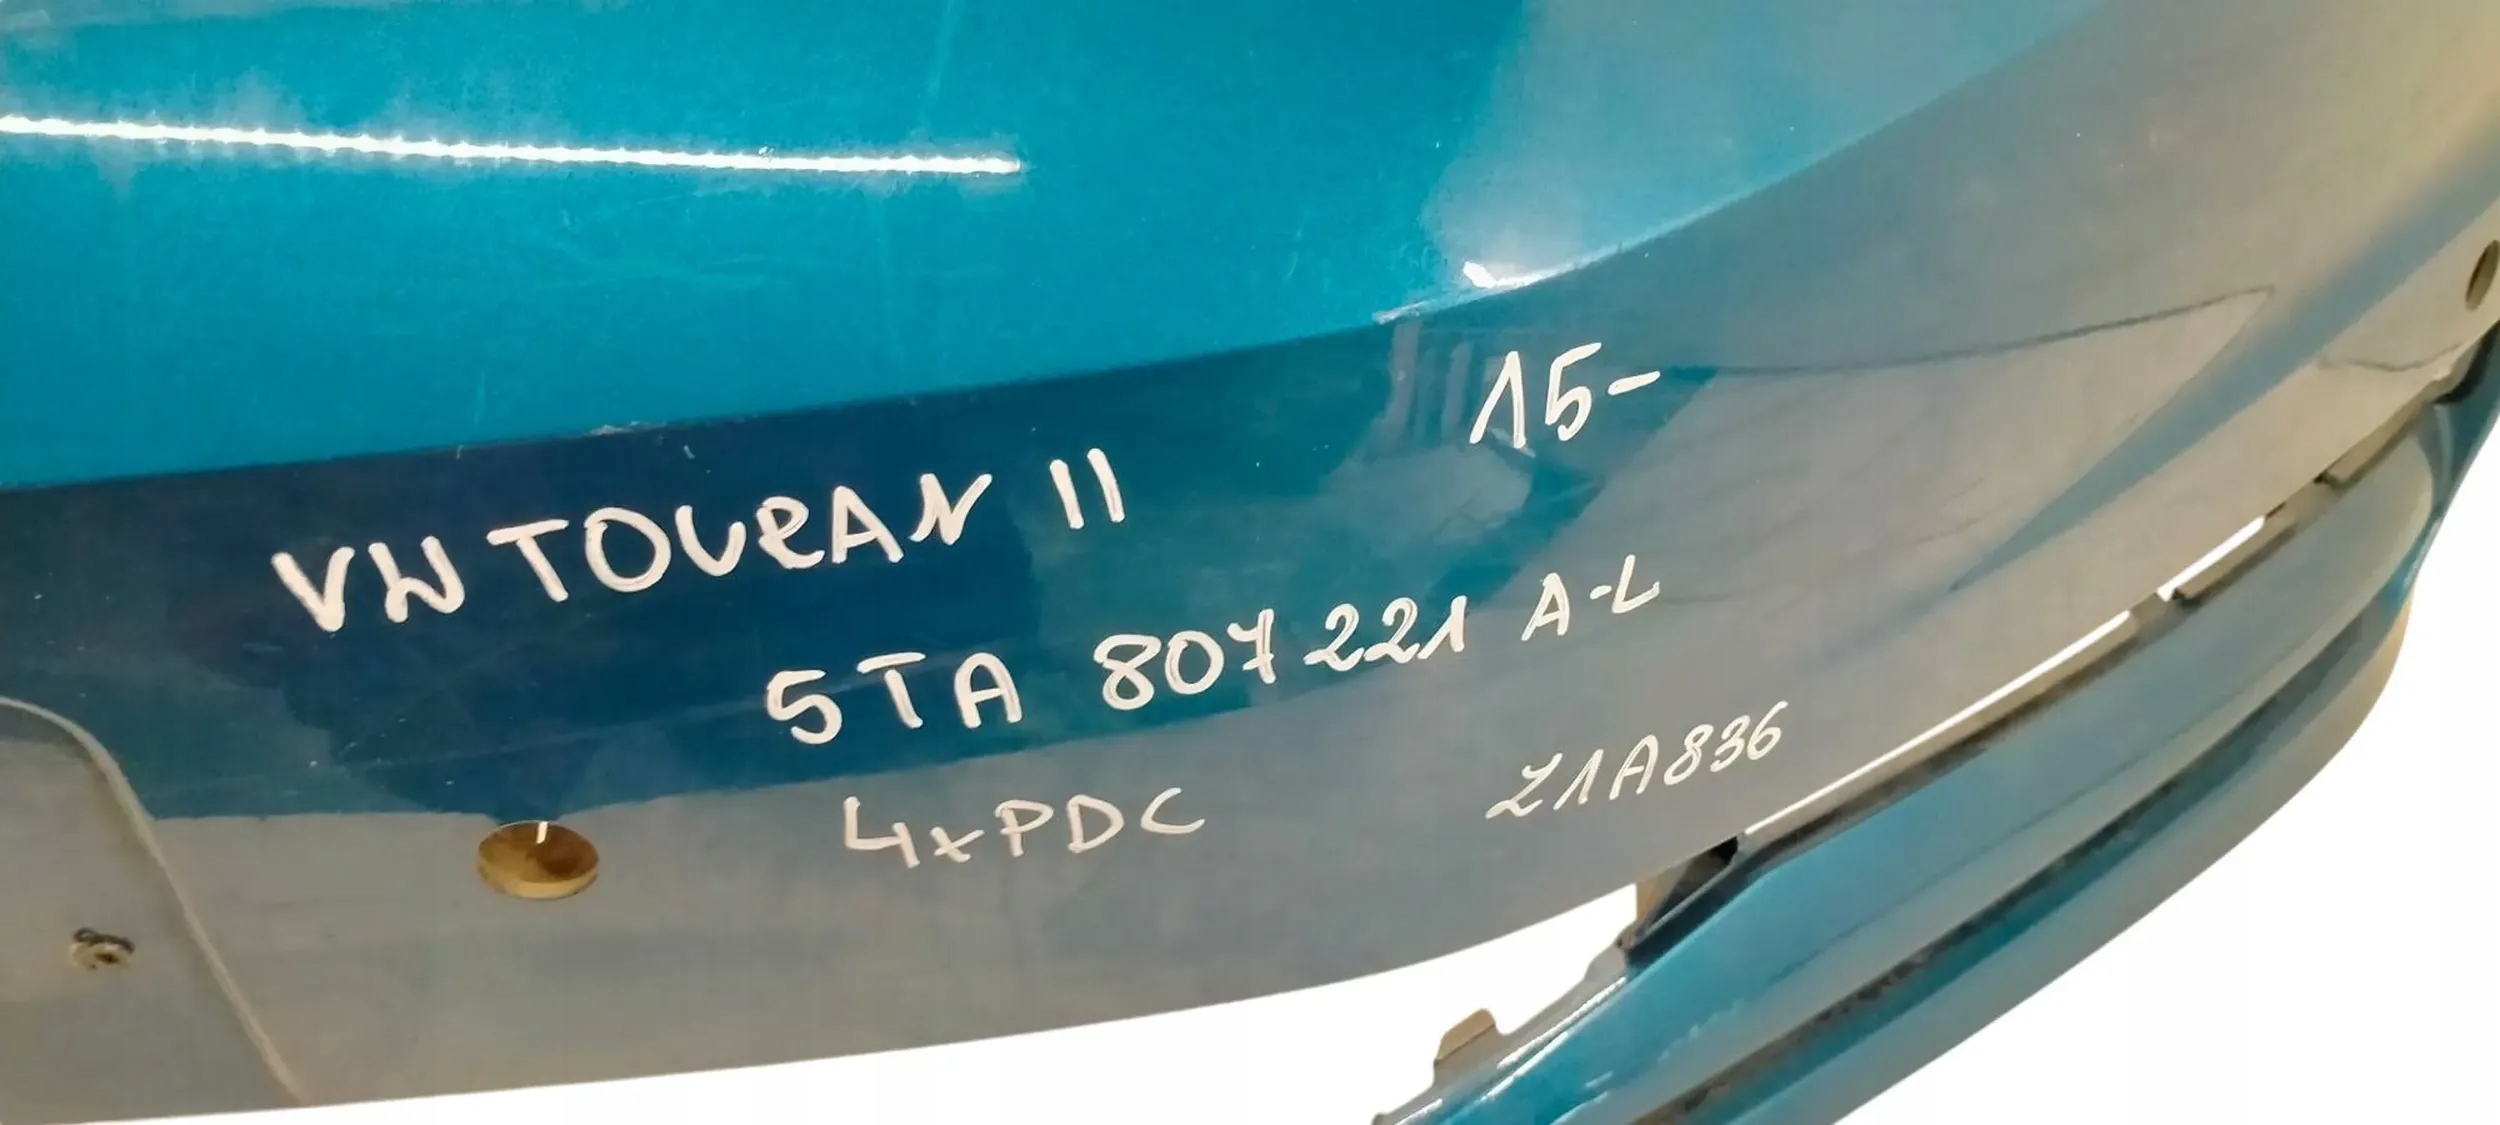 VW TOURAN II 15-
5TA 807 221 A-L
4xPDC Z1A836